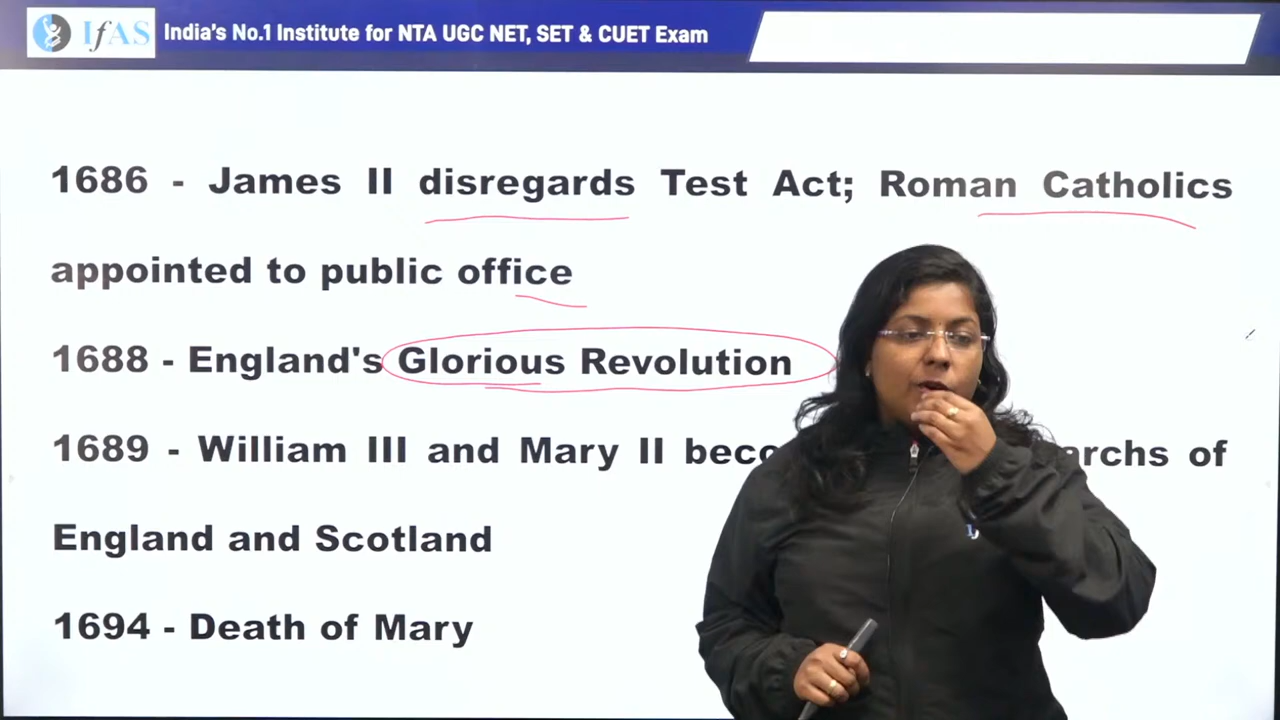 IfAS India's No.1 Institute for NTA UGC NET, SET & CUET Exam
1686 - James II disregards Test Act; Roman Catholics
appointed to public office
1688 - England's Glorious Revolution
1689 - William III and Mary II beco archs of
England and Scotland
1694 - Death of Mary